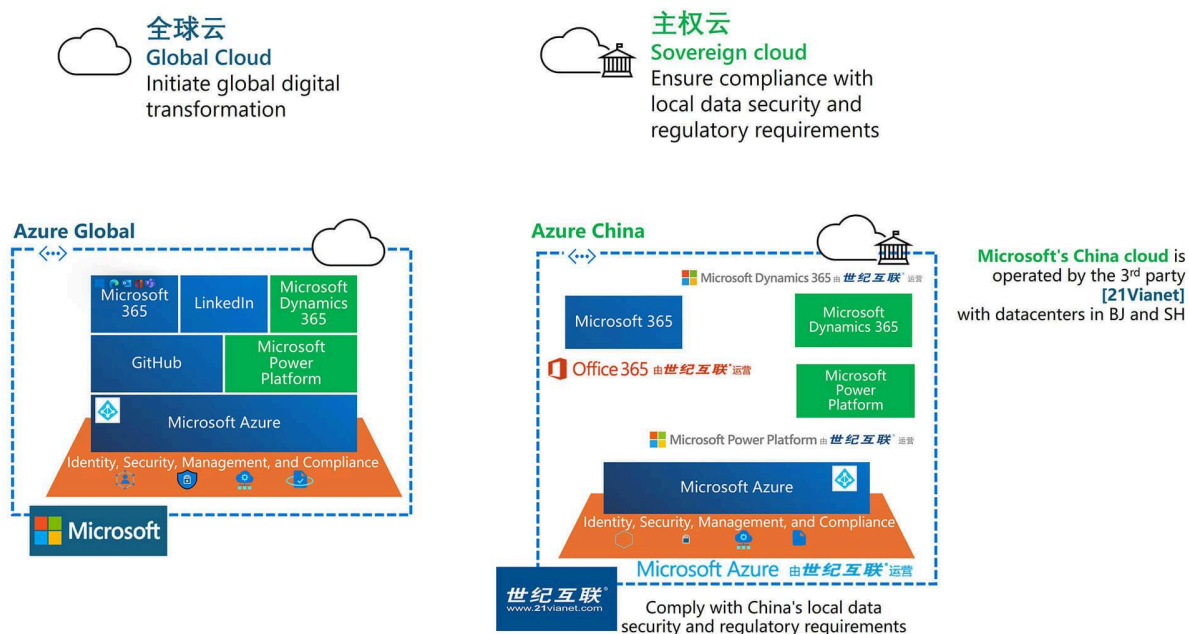 全球云
Global Cloud
Initiate global digital
transformation
主权云
Sovereign cloud
Ensure compliance with
local data security and
regulatory requirements
Azure Global
Microsoft
365
LinkedIn
Microsoft
Dynamics
365
GitHub
Microsoft
Power
Platform
Microsoft Azure
Identity, Security, Management, and Compliance
Microsoft
Azure China
Microsoft Dynamics 365 由 世纪互联 运营
Microsoft 365
Microsoft
Dynamics 365
Office 365 由世纪互联运营
Microsoft
Power
Platform
Microsoft Power Platform 由 世纪互联 运营
Microsoft Azure
Identity, Security, Management, and Compliance
Microsoft Azure 由世纪互联运营
世纪互联
www.21vianet.com
Comply with China's local data
security and regulatory requirements
Microsoft's China cloud is
operated by the 3rd party
[21Vianet]
with datacenters in BJ and SH